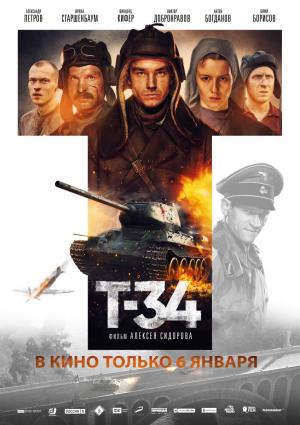 АЛЕКСАНДР ПЕТРОВ
ИРИНА СТАРШЕНБАУМ
ВИНЦЕНЦ КИФЕР
ВИКТОР ДОБРОНРАВОВ
АНТОН БОГДАНОВ
ЮРИЙ БОРИСОВ
Т-34
ФИЛЬМ АЛЕКСЕЯ СИДОРОВА
В КИНО ТОЛЬКО 6 ЯНВАРЯ